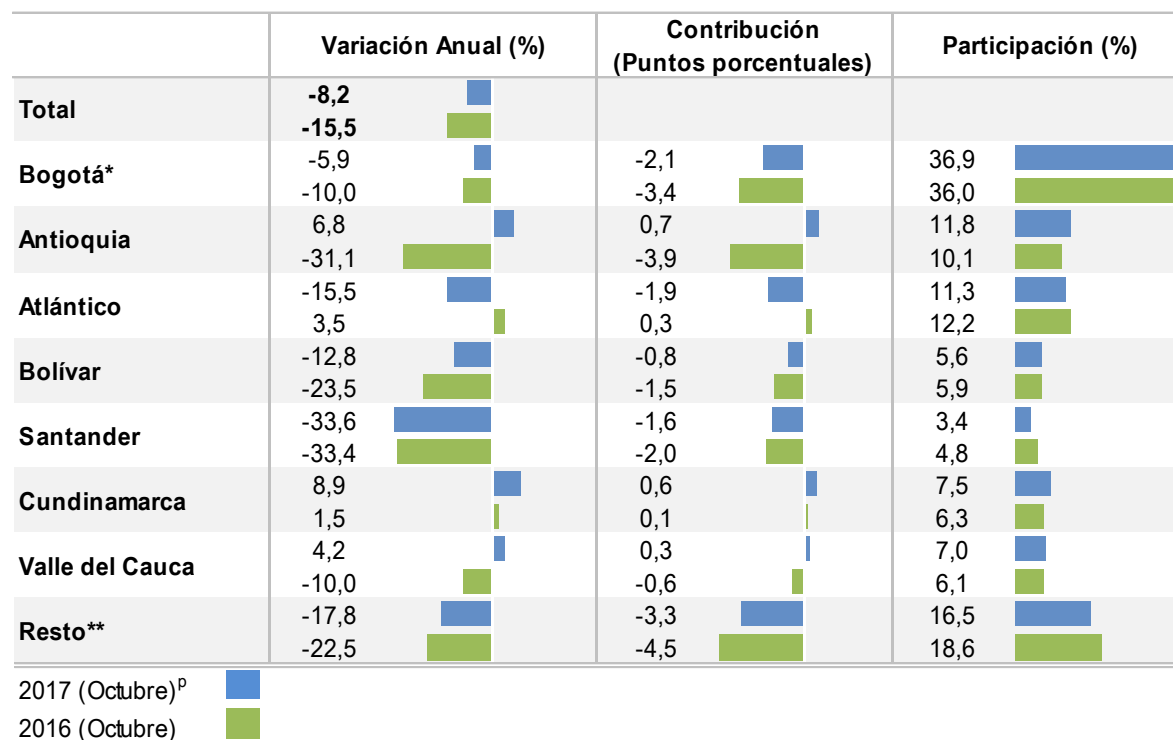 Variación Anual (%) Contribución (Puntos porcentuales) Participación (%)
Total -8,2
-15,5
Bogotá* -5,9 -2,1 36,9
-10,0 -3,4 36,0
Antioquia 6,8 0,7 11,8
-31,1 -3,9 10,1
Atlántico -15,5 -1,9 11,3
3,5 0,3 12,2
Bolívar -12,8 -0,8 5,6
-23,5 -1,5 5,9
Santander -33,6 -1,6 3,4
-33,4 -2,0 4,8
Cundinamarca 8,9 0,6 7,5
1,5 0,1 6,3
Valle del Cauca 4,2 0,3 7,0
-10,0 -0,6 6,1
Resto** -17,8 -3,3 16,5
-22,5 -4,5 18,6
2017 (Octubre)p
2016 (Octubre)